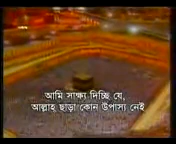 আমি সাক্ষ্য দিচ্ছি যে,
আল্লাহ ছাড়া কোন উপাস্য নেই